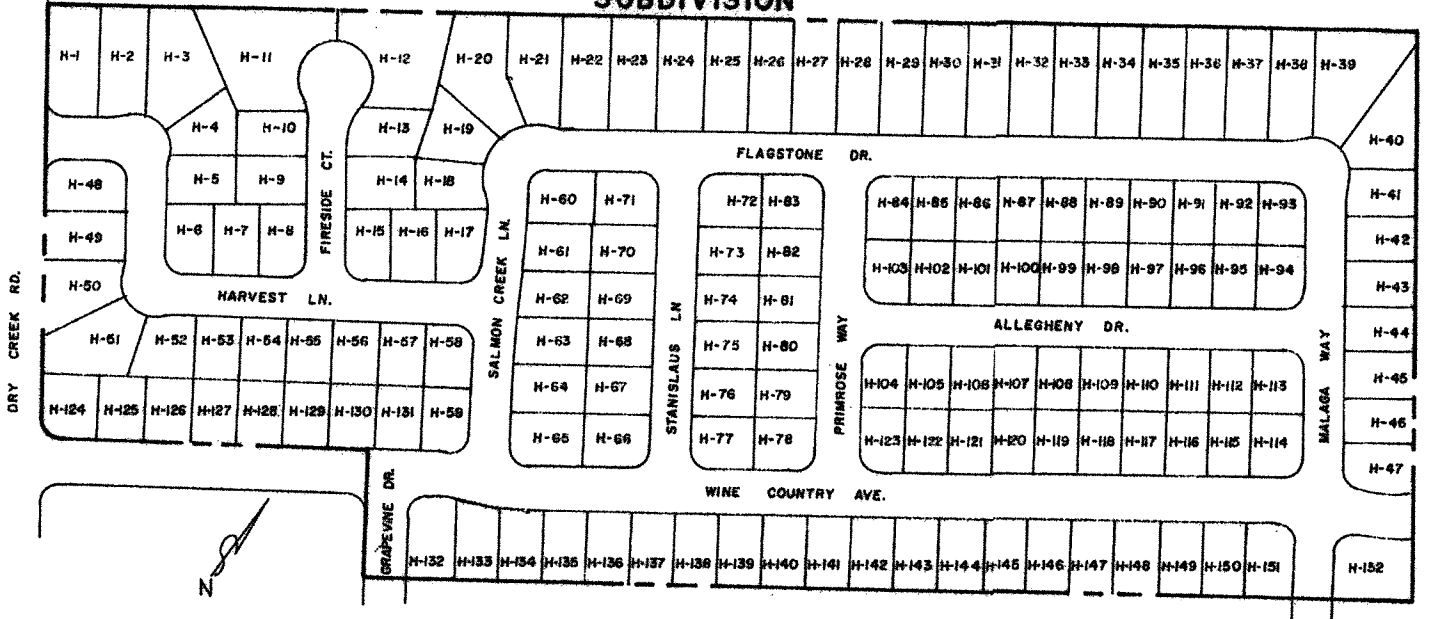 SUBDIVISION
H-1 H-2 H-3 H-11 H-12 H-20 H-21 H-22 H-23 H-24 H-25 H-26 H-27 H-28 H-29 H-30 H-31 H-32 H-33 H-34 H-35 H-36 H-37 H-38 H-39
H-4 H-10 H-13 H-19 H-40
FLAGSTONE DR.
H-48 H-5 H-9 H-14 H-18 H-41
H-60 H-71 H-72 H-83 H-84 H-85 H-86 H-87 H-88 H-89 H-90 H-91 H-92 H-93
H-49 H-6 H-7 H-8 H-15 H-16 H-17 H-42
FIRESIDE CT.
H-61 H-70 H-73 H-82
H-103 H-102 H-101 H-100 H-99 H-98 H-97 H-96 H-95 H-94
H-50 H-43
HARVEST LN.
H-62 H-69 H-74 H-81
SALMON CREEK LN.
STANISLAUS LN
PRIMROSE WAY
ALLEGHENY DR.
MALAGA WAY
DRY CREEK RD.
H-44
H-51 H-52 H-53 H-54 H-55 H-56 H-57 H-58
H-63 H-68 H-75 H-80
H-45
H-64 H-67 H-76 H-79
H-104 H-105 H-106 H-107 H-108 H-109 H-110 H-111 H-112 H-113
H-124 H-125 H-126 H-127 H-128 H-129 H-130 H-131 H-59
H-46
H-65 H-66 H-77 H-78
H-123 H-122 H-121 H-120 H-119 H-118 H-117 H-116 H-115 H-114
H-47
WINE COUNTRY AVE.
GRAPEVINE DR.
H-132 H-133 H-134 H-135 H-136 H-137 H-138 H-139 H-140 H-141 H-142 H-143 H-144 H-145 H-146 H-147 H-148 H-149 H-150 H-151 H-152
N